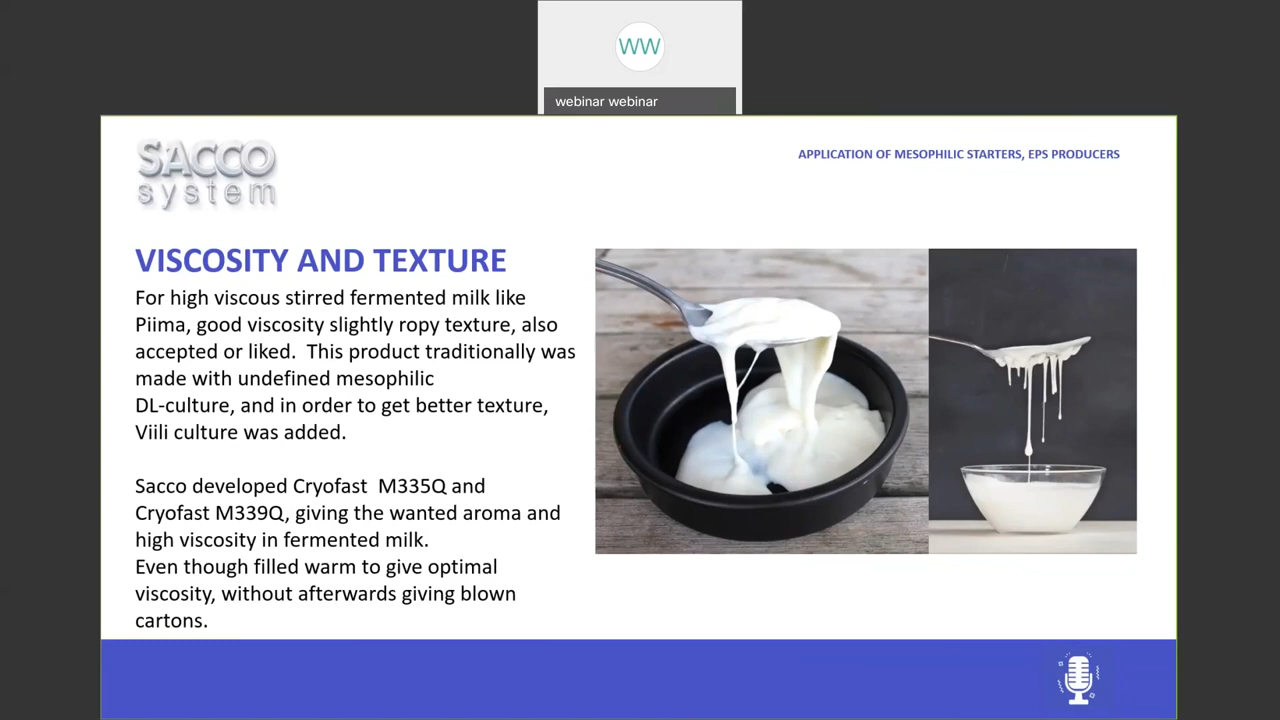 WW
webinar webinar
SACCO
system
APPLICATION OF MESOPHILIC STARTERS, EPS PRODUCERS
VISCOSITY AND TEXTURE
For high viscous stirred fermented milk like
Piima, good viscosity slightly ropy texture, also
accepted or liked.  This product traditionally was
made with undefined mesophilic
DL-culture, and in order to get better texture,
Viili culture was added.
Sacco developed Cryofast  M335Q and
Cryofast M339Q, giving the wanted aroma and
high viscosity in fermented milk.
Even though filled warm to give optimal
viscosity, without afterwards giving blown
cartons.